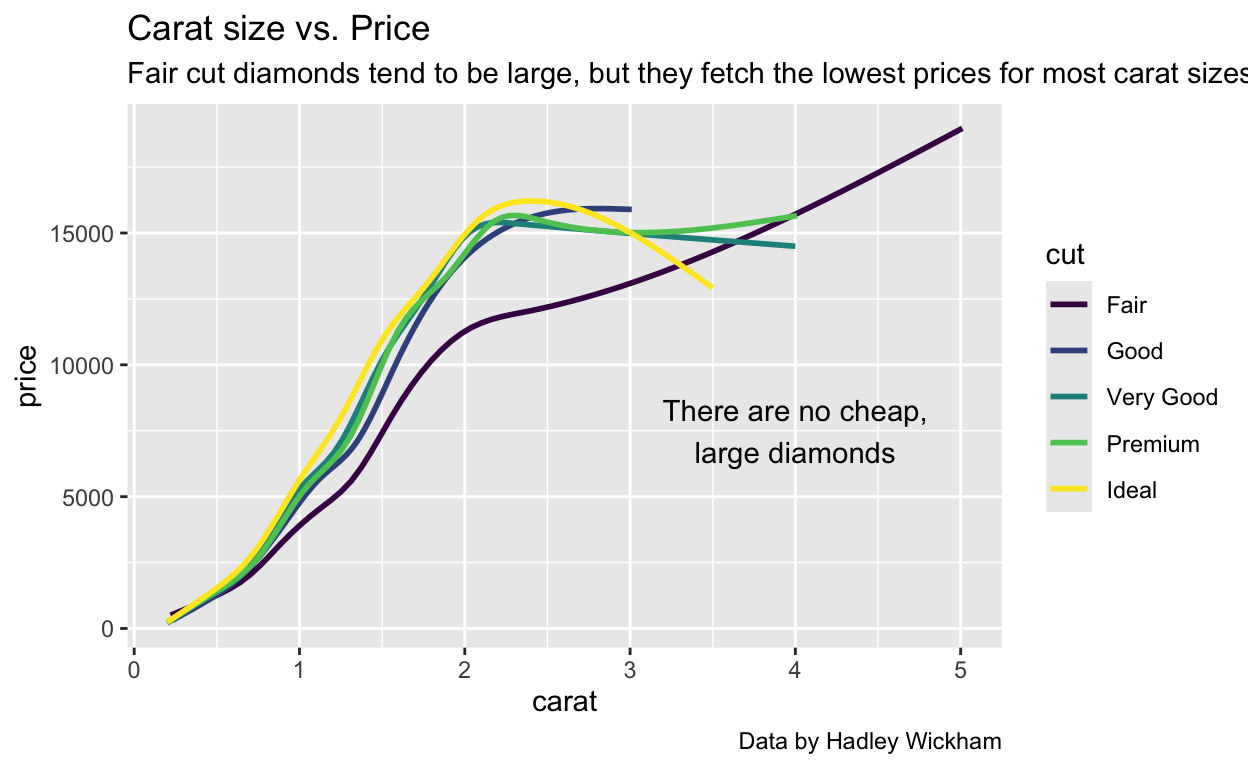 Carat size vs. Price
Fair cut diamonds tend to be large, but they fetch the lowest prices for most carat sizes
price
15000
10000
5000
0
There are no cheap,
large diamonds
0 1 2 3 4 5
carat
cut
Fair
Good
Very Good
Premium
Ideal
Data by Hadley Wickham